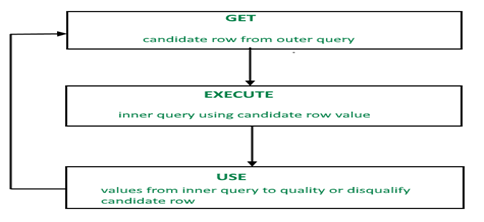 GET
candidate row from outer query
EXECUTE
inner query using candidate row value
USE
values from inner query to quality or disqualify
candidate row